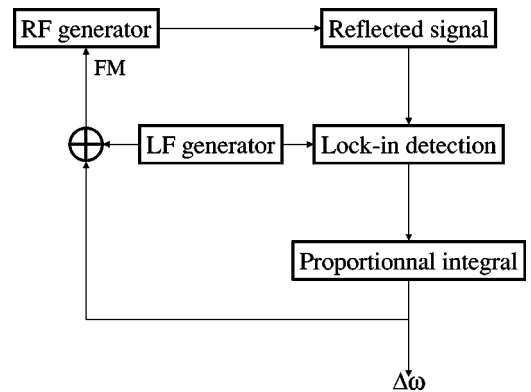 RF generator
Reflected signal
FM
LF generator
Lock-in detection
Proportionnal integral
Δω